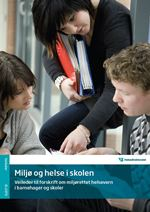 Miljø og helse i skolen
Veileder til forskrift om miljørettet helsevern
i barnehager og skoler